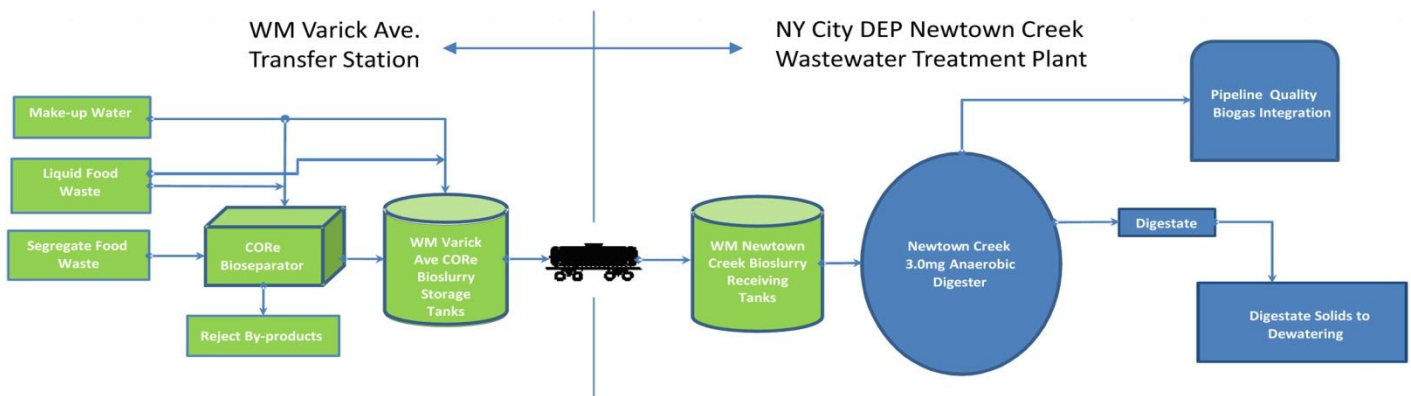 WM Varick Ave.
Transfer Station
NY City DEP Newtown Creek
Wastewater Treatment Plant
Make-up Water
Liquid Food
Waste
Segregate Food
Waste
CORe
Bioseparator
Reject By-products
WM Varick
Ave CORe
Bioslurry
Storage
Tanks
WM Newtown
Creek Bioslurry
Receiving
Tanks
Newtown Creek
3.0mg Anaerobic
Digester
Pipeline Quality
Biogas Integration
Digestate
Digestate Solids to
Dewatering